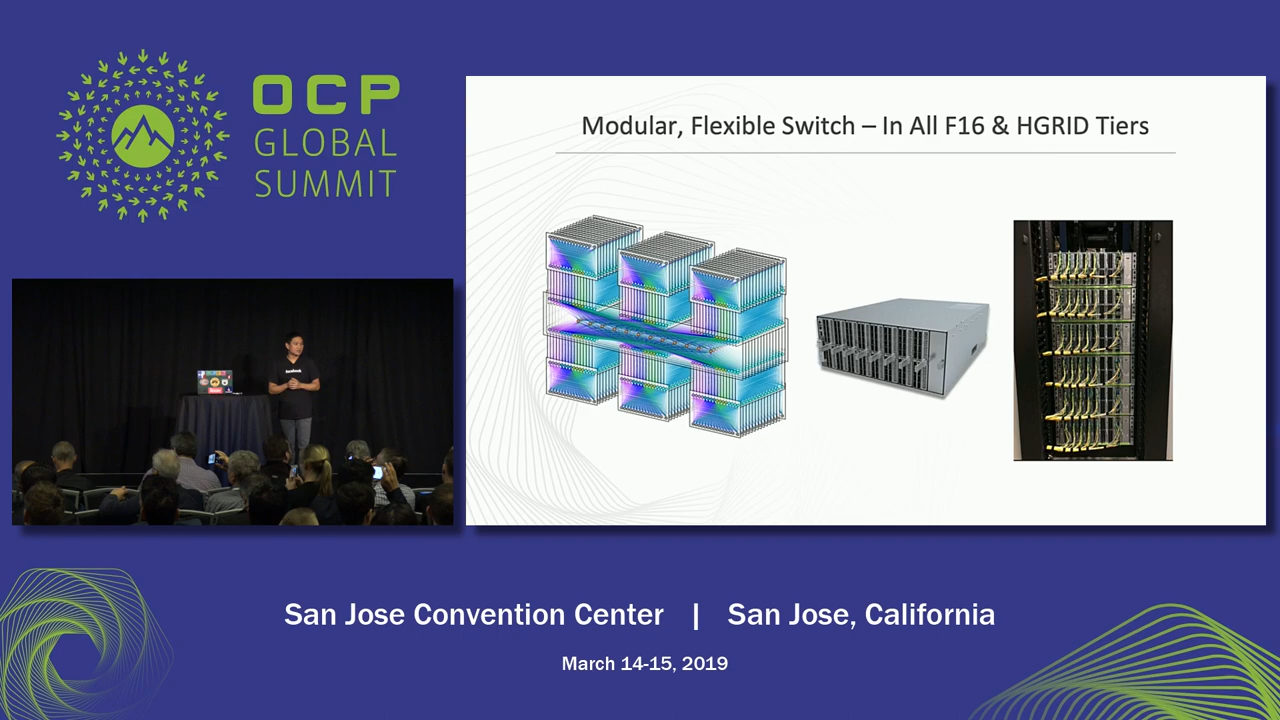 OCP
GLOBAL
SUMMIT
Modular, Flexible Switch – In All F16 & HGRID Tiers
facebook
San Jose Convention Center | San Jose, California
March 14-15, 2019